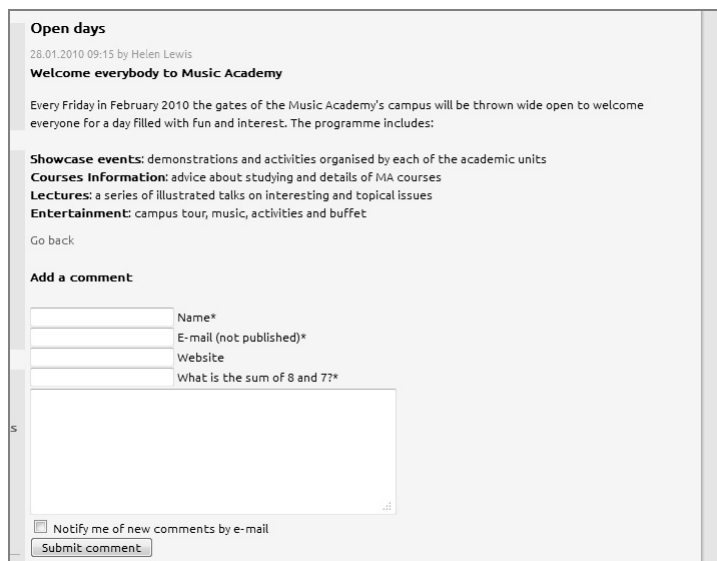 Open days
28.01.2010 09:15 by Helen Lewis
Welcome everybody to Music Academy
Every Friday in February 2010 the gates of the Music Academy's campus will be thrown wide open to welcome
everyone for a day filled with fun and interest. The programme includes:
Showcase events: demonstrations and activities organised by each of the academic units
Courses Information: advice about studying and details of MA courses
Lectures: a series of illustrated talks on interesting and topical issues
Entertainment: campus tour, music, activities and buffet
Go back
Add a comment
Name*
E-mail (not published)*
Website
What is the sum of 8 and 7?*
s
Notify me of new comments by e-mail
Submit comment